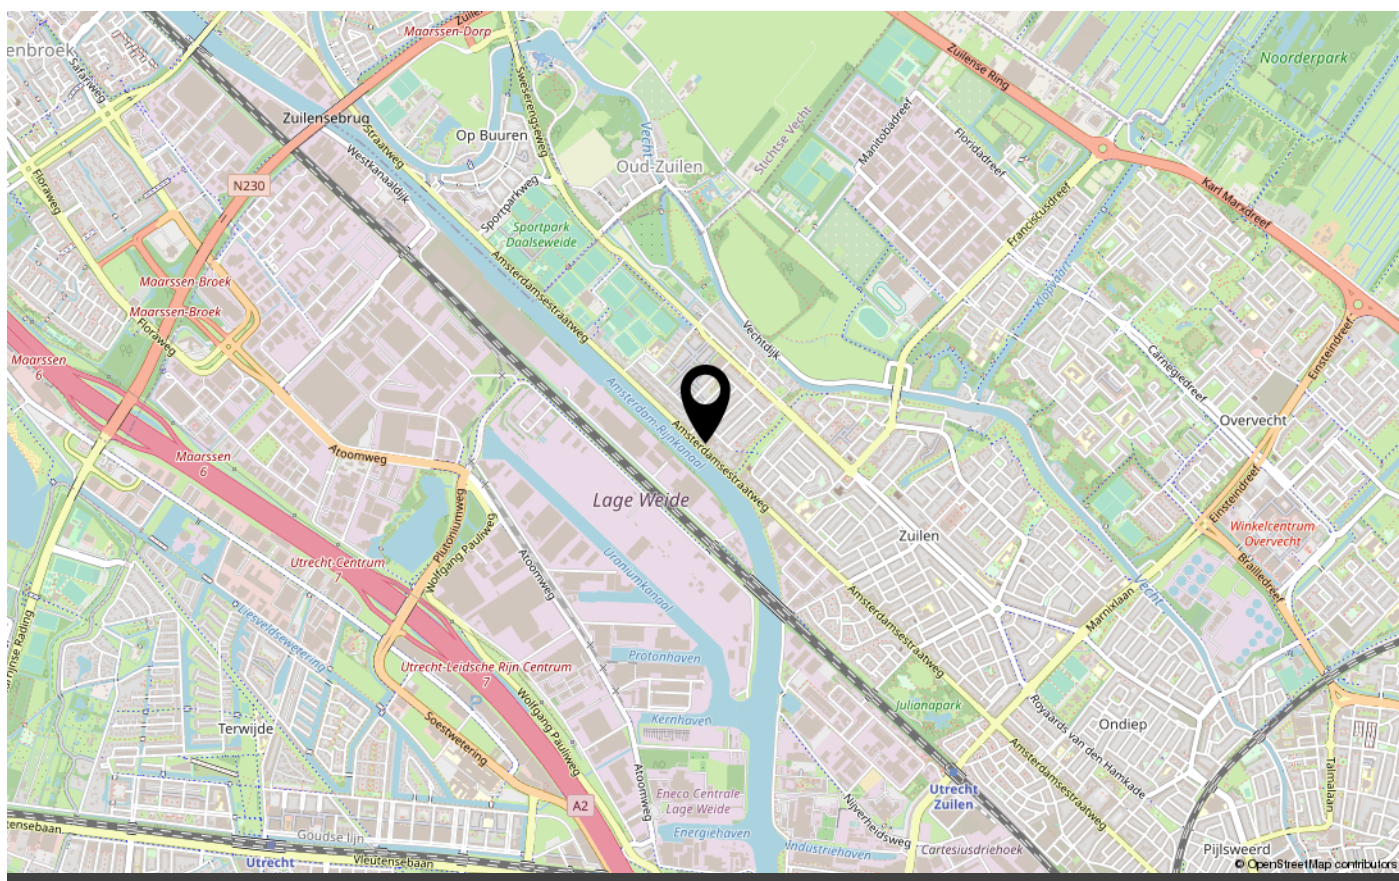 Maarssen-Dorp
enbroek
Safariweg
Zuilense Ring
Noorderpark
Zuilensebrug
Straatweg
Op Buuren
Sweserengseweg
Vecht
Stichtse Vecht
Manitobadreef
Floridadreef
Westkanaaldijk
Oud-Zuilen
Karl Marxdreef
N230
Floraweg
Sportparkweg
Sportpark
Daalseweide
Franciscusdreef
Maarssen-Broek
Maarssen-Broek
Floraweg
Amsterdamsestraatweg
Klopvaart
Vechtdijk
Carnegiedreef
Einsteindreef
Maarssen
6
Amsterdam-Rijnkanaal
Amsterdamsestraatweg
Overvecht
Maarssen
6
Atoomweg
Lage Weide
Plutoniumweg
Wolfgang Pauliweg
Zuilen
Einsteindreef
Winkelcentrum
Overvecht
Utrecht-Centrum
7
Atoomweg
Uraniumkanaal
Brailledreef
Liesveldsewetering
Amsterdamsestraatweg
Marnixlaan
Vecht
Rading
Protonhaven
Utrecht-Leidsche Rijn Centrum
7
Wolfgang Pauliweg
Julianapark
Terwijde
Soestwetering
Kernhaven
Royaards van den Hamkade
Ondiep
Amsterdamsestraatweg
Talmalaan
Utrecht
Zuilen
Eneco Centrale
Lage Weide
A2
Atoomweg
Energiehaven
Nijverheidsweg
Industriehaven
Cartesiusdriehoek
Pijlsweerd
utensebaan
Goudse lijn
Utrecht
Vleutensebaan
© OpenStreetMap contributors